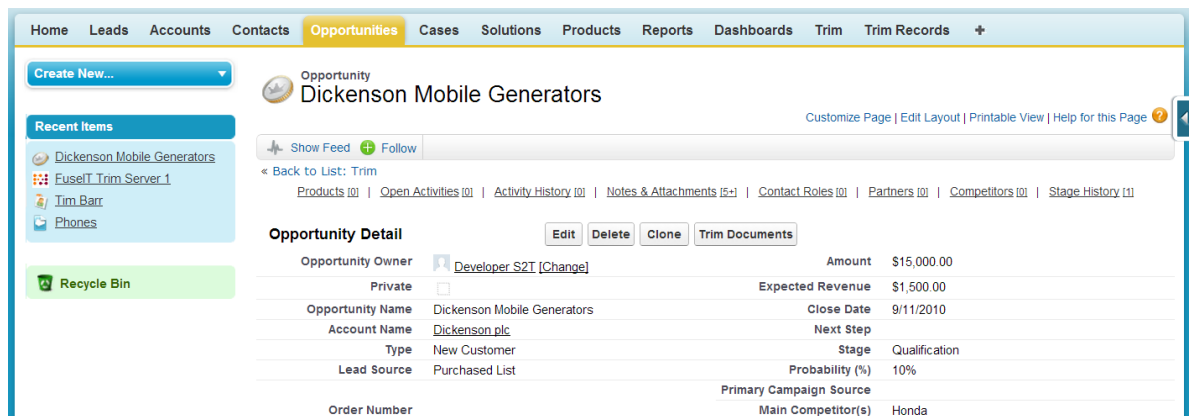 Home Leads Accounts Contacts Opportunities Cases Solutions Products Reports Dashboards Trim Trim Records +
Create New...
Recent Items
Dickenson Mobile Generators
FuseIT Trim Server 1
Tim Barr
Phones
Recycle Bin
Opportunity
Dickenson Mobile Generators
Customize Page | Edit Layout | Printable View | Help for this Page ?
Show Feed Follow
« Back to List: Trim
Products [0] | Open Activities [0] | Activity History [0] | Notes & Attachments [5+] | Contact Roles [0] | Partners [0] | Competitors [0] | Stage History [1]
Opportunity Detail Edit Delete Clone Trim Documents
Opportunity Owner Developer S2T [Change] Amount $15,000.00
Private Expected Revenue $1,500.00
Opportunity Name Dickenson Mobile Generators Close Date 9/11/2010
Account Name Dickenson plc Next Step
Type New Customer Stage Qualification
Lead Source Purchased List Probability (%) 10%
Primary Campaign Source
Order Number Main Competitor(s) Honda